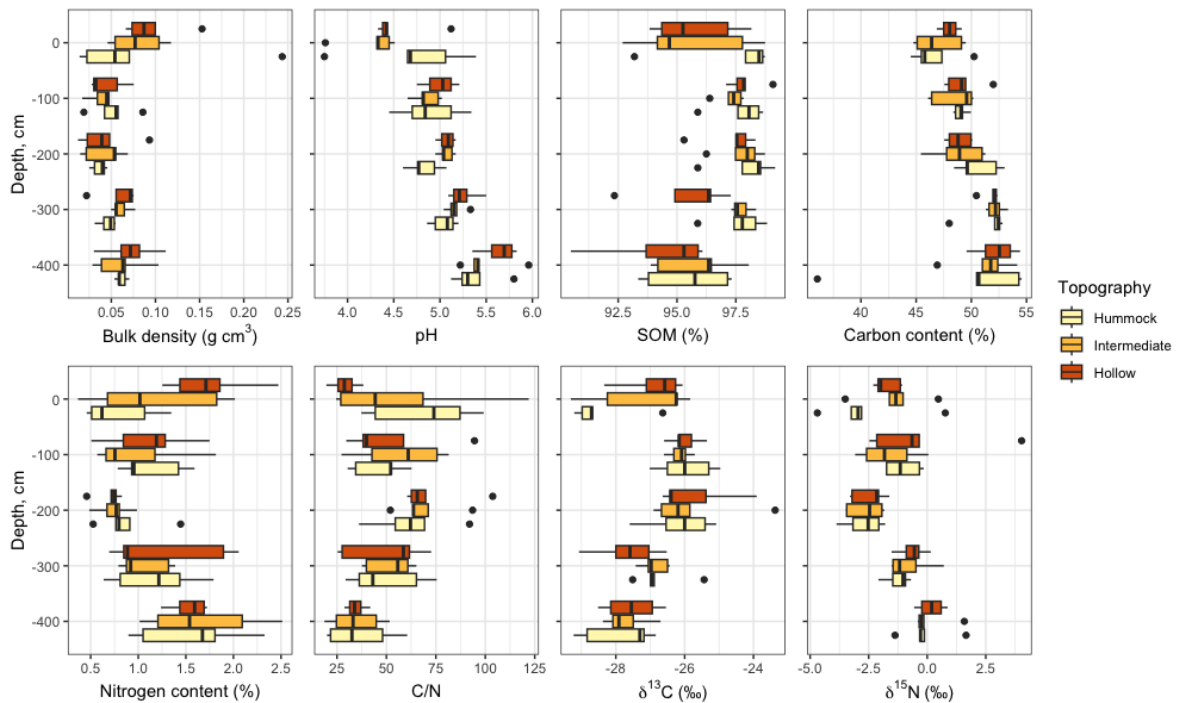 Depth, cm
0
-100
-200
-300
-400
0.05 0.10 0.15 0.20 0.25
Bulk density (g cm³)
4.0 4.5 5.0 5.5 6.0
pH
92.5 95.0 97.5
SOM (%)
40 45 50 55
Carbon content (%)
Topography
Hummock
Intermediate
Hollow
Depth, cm
0
-100
-200
-300
-400
0.5 1.0 1.5 2.0 2.5
Nitrogen content (%)
25 50 75 100 125
C/N
-28 -26 -24
δ¹³C (‰)
-5.0 -2.5 0.0 2.5
δ¹⁵N (‰)